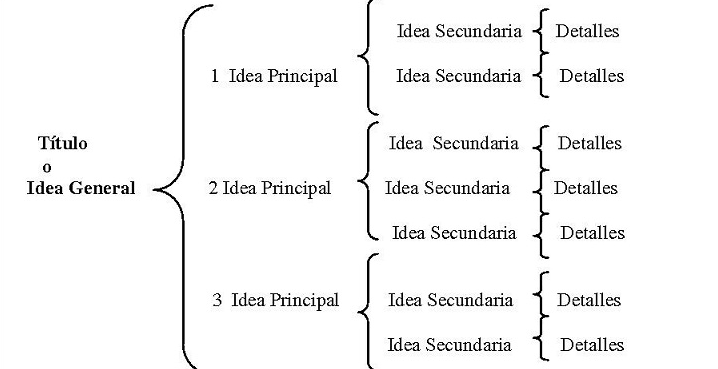 Idea Secundaria Detalles
1 Idea Principal Idea Secundaria Detalles
Título
o
Idea General
Idea Secundaria Detalles
2 Idea Principal Idea Secundaria Detalles
Idea Secundaria Detalles
3 Idea Principal Idea Secundaria Detalles
Idea Secundaria Detalles